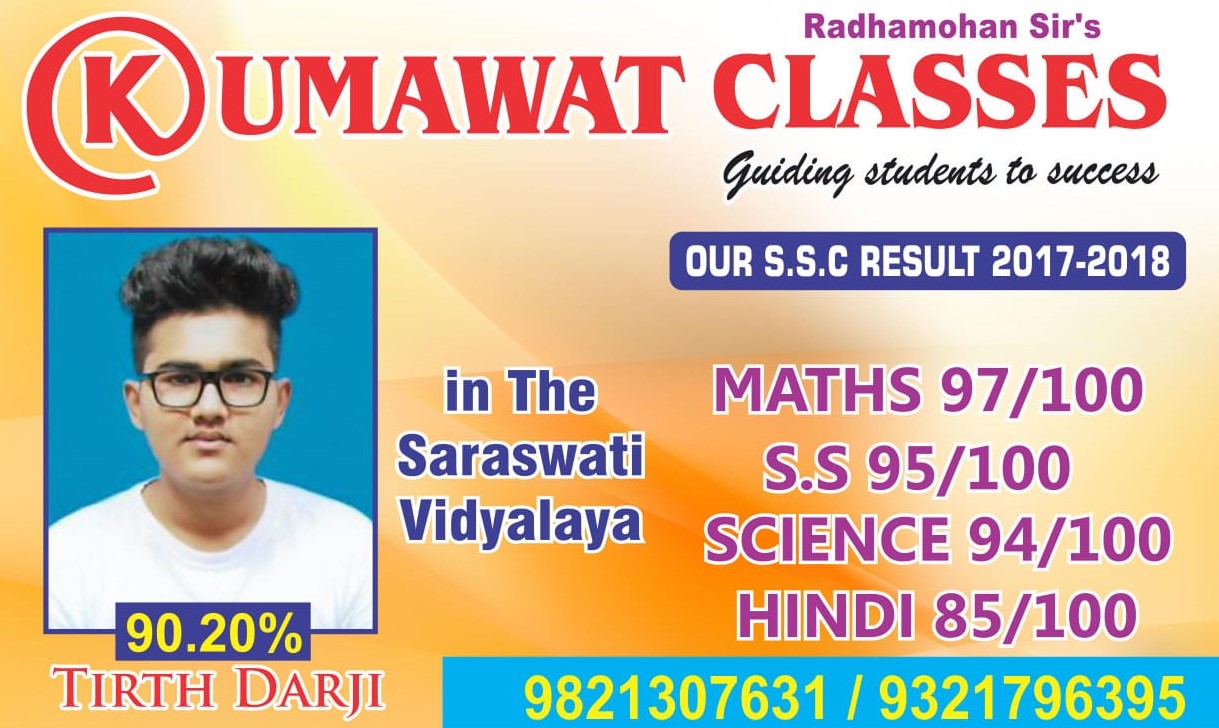 Radhamohan Sir's
KUMAWAT CLASSES
Guiding students to success
OUR S.S.C RESULT 2017-2018
in The
Saraswati
Vidyalaya
MATHS 97/100
S.S 95/100
SCIENCE 94/100
HINDI 85/100
90.20%
TIRTH DARJI
9821307631 / 9321796395